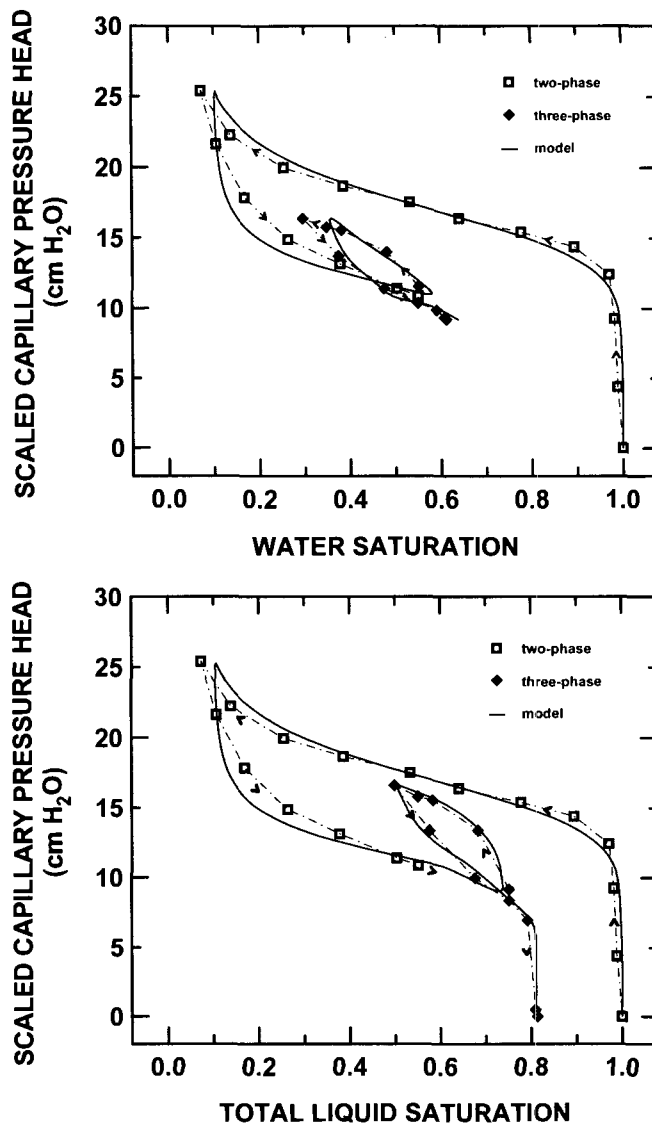 SCALED CAPILLARY PRESSURE HEAD
(cm H₂O)
30
25
20
15
10
5
0
two-phase
three-phase
model
0.0 0.2 0.4 0.6 0.8 1.0
WATER SATURATION
SCALED CAPILLARY PRESSURE HEAD
(cm H₂O)
30
25
20
15
10
5
0
two-phase
three-phase
model
0.0 0.2 0.4 0.6 0.8 1.0
TOTAL LIQUID SATURATION